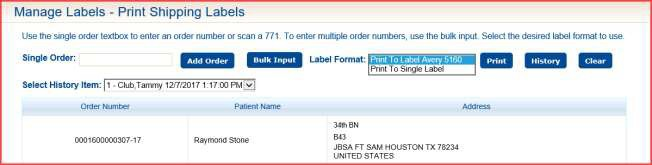 Manage Labels - Print Shipping Labels
Use the single order textbox to enter an order number or scan a 771. To enter multiple order numbers, use the bulk input. Select the desired label format to use.
Single Order: Add Order Bulk Input Label Format: Print To Label Avery 5160 Print History Clear
Print To Single Label
Select History Item: 1 - Club,Tammy 12/7/2017 1:17:00 PM
Order Number Patient Name Address
34th BN
0001600000307-17 Raymond Stone B43
JBSA FT SAM HOUSTON TX 78234
UNITED STATES